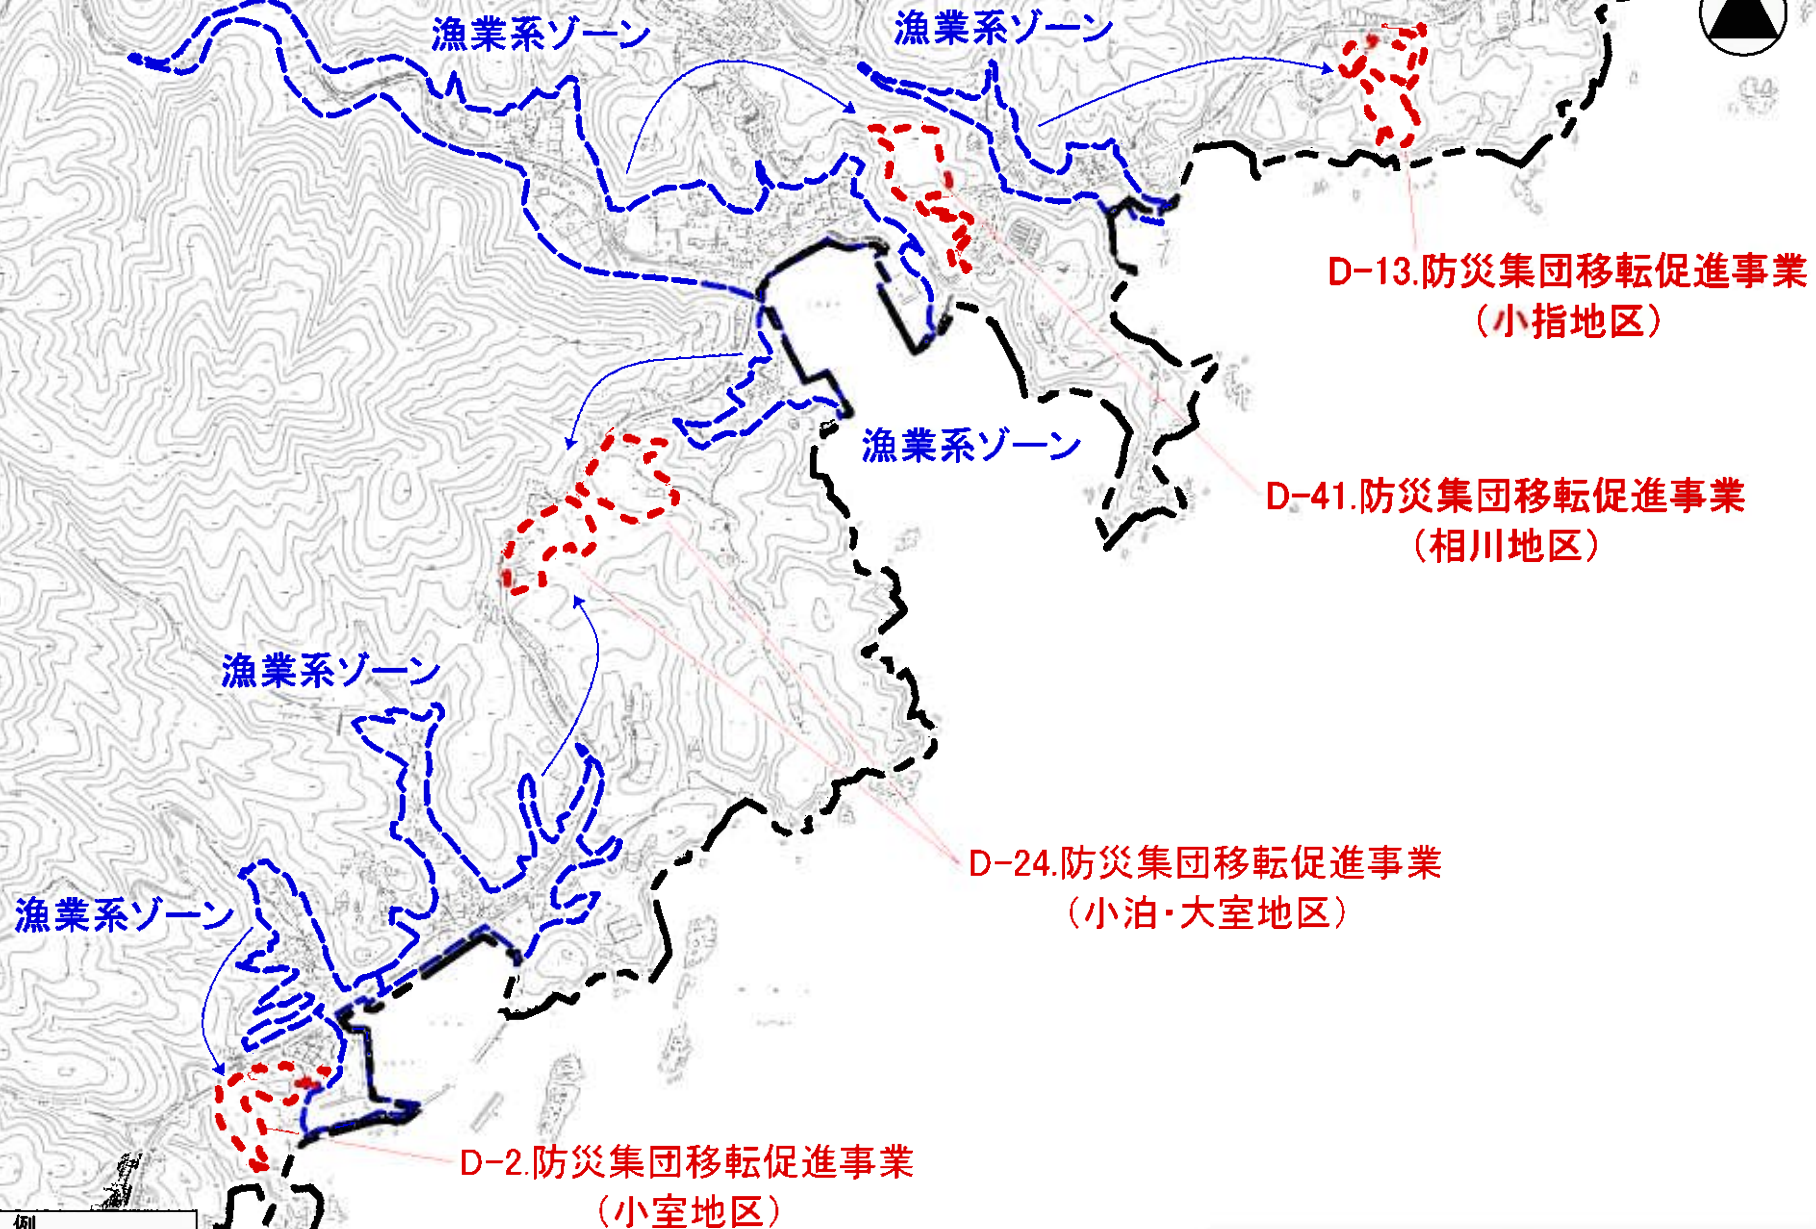 漁業系ゾーン
漁業系ゾーン
D-13.防災集団移転促進事業
（小指地区）
漁業系ゾーン
D-41.防災集団移転促進事業
（相川地区）
漁業系ゾーン
D-24.防災集団移転促進事業
（小泊・大室地区）
漁業系ゾーン
D-2.防災集団移転促進事業
（小室地区）
例